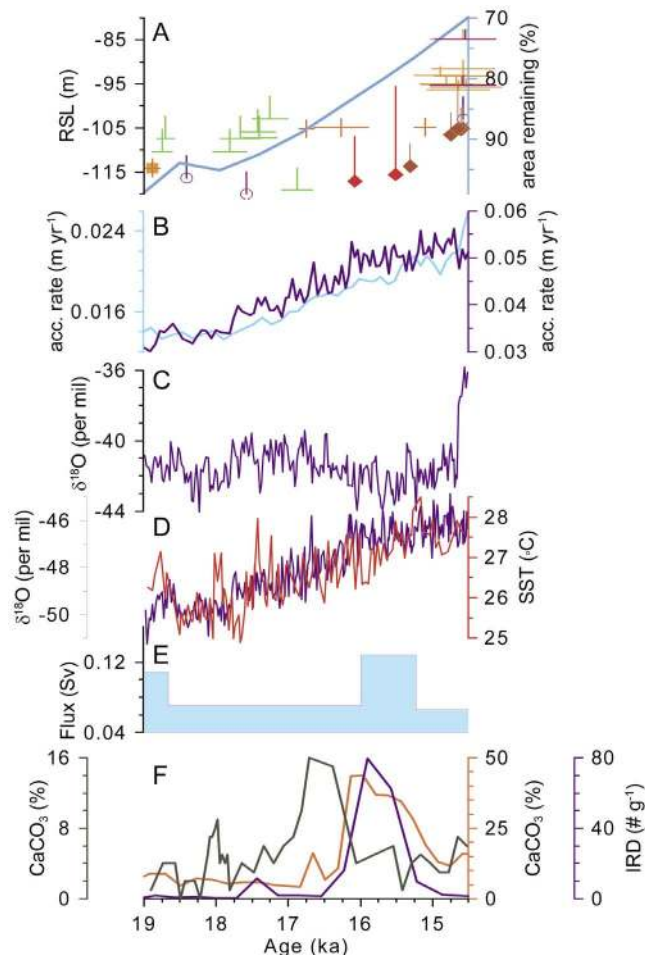 A
-85
-95
-105
-115
RSL (m)
70
80
90
area remaining (%)
B
0.024
0.016
acc. rate (m yr⁻¹)
0.06
0.05
0.04
0.03
acc. rate (m yr⁻¹)
C
-36
-40
-44
δ¹⁸O (per mil)
D
-46
-48
-50
δ¹⁸O (per mil)
28
27
26
25
SST (◦C)
E
0.12
0.04
Flux (Sv)
F
16
8
0
CaCO₃ (%)
50
25
0
CaCO₃ (%)
80
40
0
IRD (# g⁻¹)
19 18 17 16 15
Age (ka)